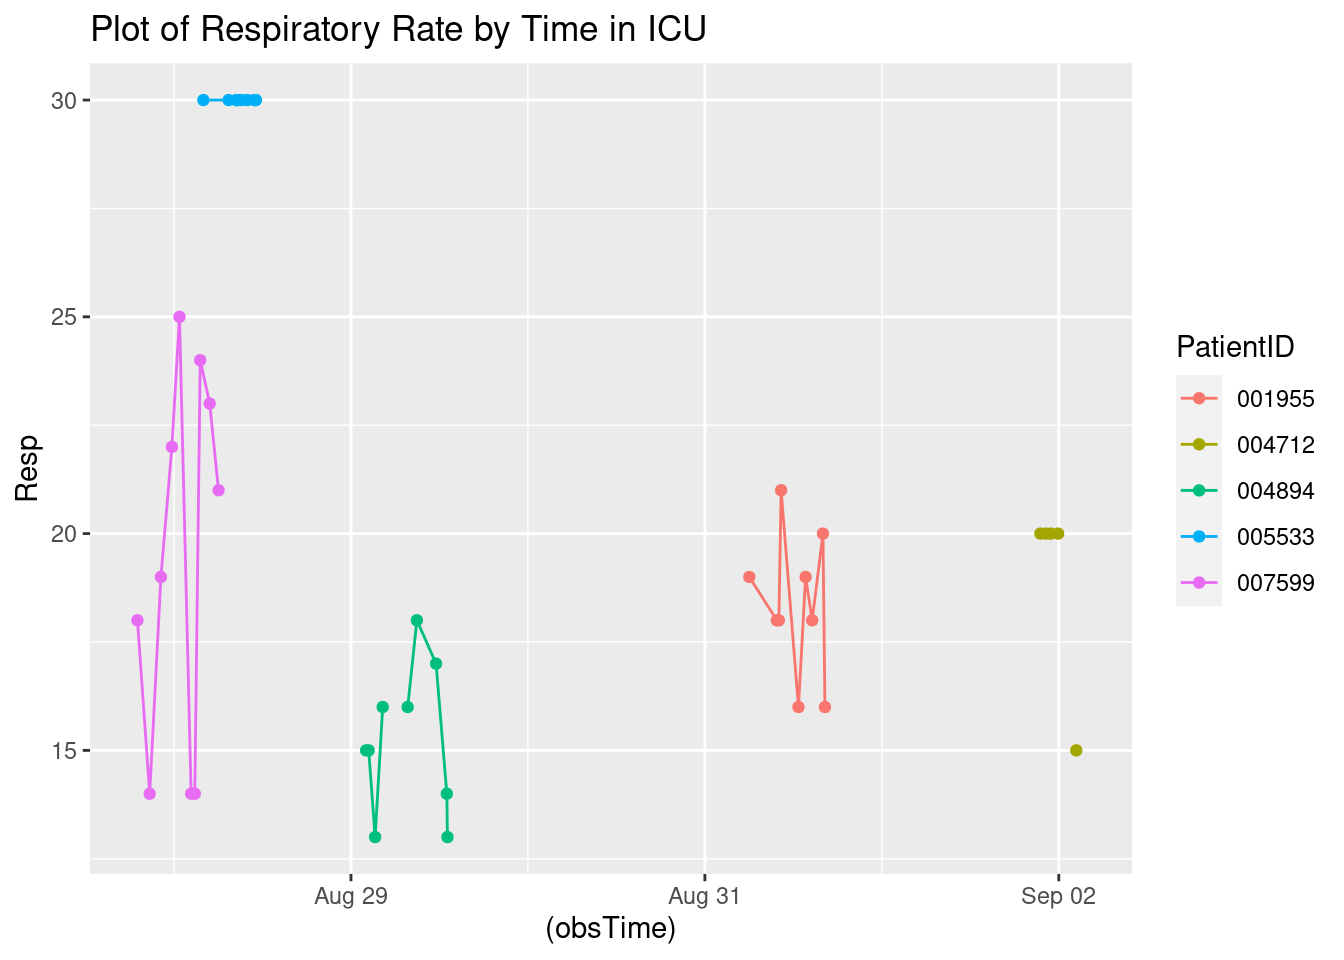 Plot of Respiratory Rate by Time in ICU
30
25
20
15
Resp
Aug 29
Aug 31
Sep 02
(obsTime)
PatientID
001955
004712
004894
005533
007599